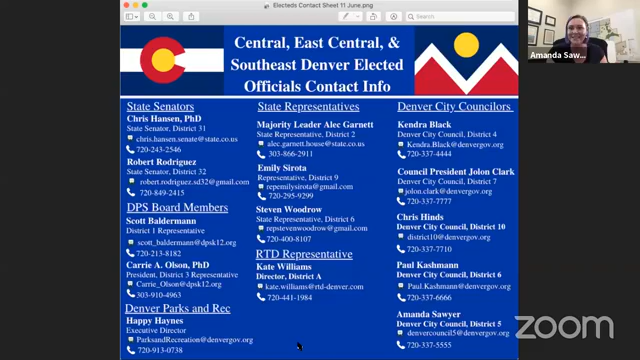 Electeds Contact Sheet 11 June.png
Search
Central, East Central, &
Southeast Denver Elected
Officials Contact Info
State Senators
Chris Hansen, PhD
State Senator, District 31
chris.hansen.senate@state.co.us
720-243-2546
Robert Rodriguez
State Senator, District 32
robert.rodriguez.sd32@gmail.com
720-849-2415
DPS Board Members
Scott Baldermann
District 1 Representative
scott_baldermann@dpsk12.org
720-213-8182
Carrie A. Olson, PhD
President, District 3 Representative
Carrie_Olson@dpsk12.org
303-910-4963
Denver Parks and Rec
Happy Haynes
Executive Director
ParksandRecreation@denvergov.org
720-913-0738
State Representatives
Majority Leader Alec Garnett
State Representative, District 2
alec.garnett.house@state.co.us
303-866-2911
Emily Sirota
Representative, District 9
repemilysirota@gmail.com
720-295-9299
Steven Woodrow
State Representative, District 6
repstevenwoodrow@gmail.com
720-400-8107
RTD Representative
Kate Williams
Director, District A
kate.williams@rtd-denver.com
720-441-1984
Denver City Councilors
Kendra Black
Denver City Council, District 4
Kendra.Black@denvergov.org
720-337-4444
Council President Jolon Clark
Denver City Council, District 7
jolon.clark@denvergov.org
720-337-7777
Chris Hinds
Denver City Council, District 10
district10@denvergov.org
720-337-7710
Paul Kashmann
Denver City Council, District 6
Paul.Kashmann@denvergov.org
720-337-6666
Amanda Sawyer
Denver City Council, District 5
denvercouncil5@denvergov.org
720-337-5555
Amanda Saw...
zoom